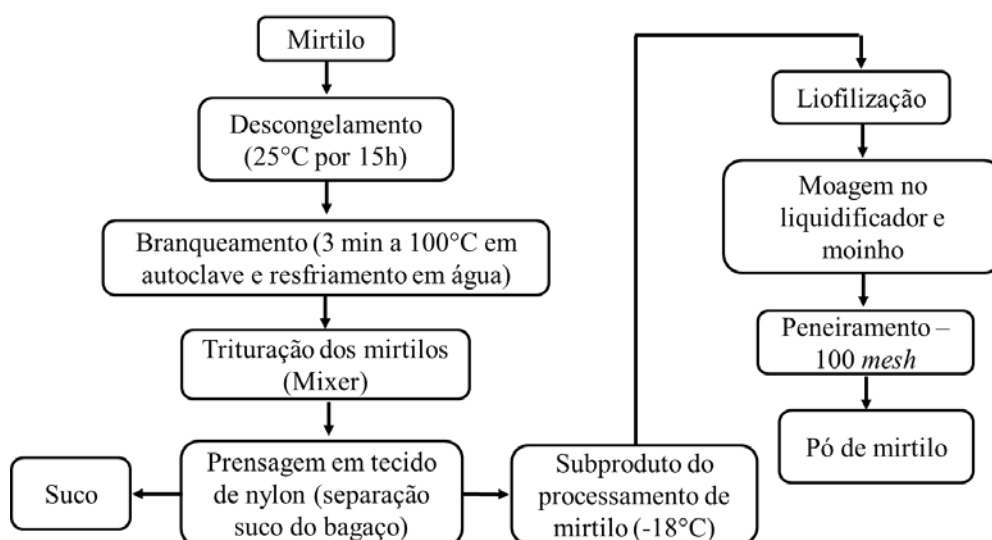 Mirtilo
Descongelamento
(25°C por 15h)
Branqueamento (3 min a 100°C em
autoclave e resfriamento em água)
Trituração dos mirtilos
(Mixer)
Prensagem em tecido
de nylon (separação
suco do bagaço)
Suco
Subproduto do
processamento de
mirtilo (-18°C)
Liofilização
Moagem no
liquidificador e
moinho
Peneiramento –
100 mesh
Pó de mirtilo